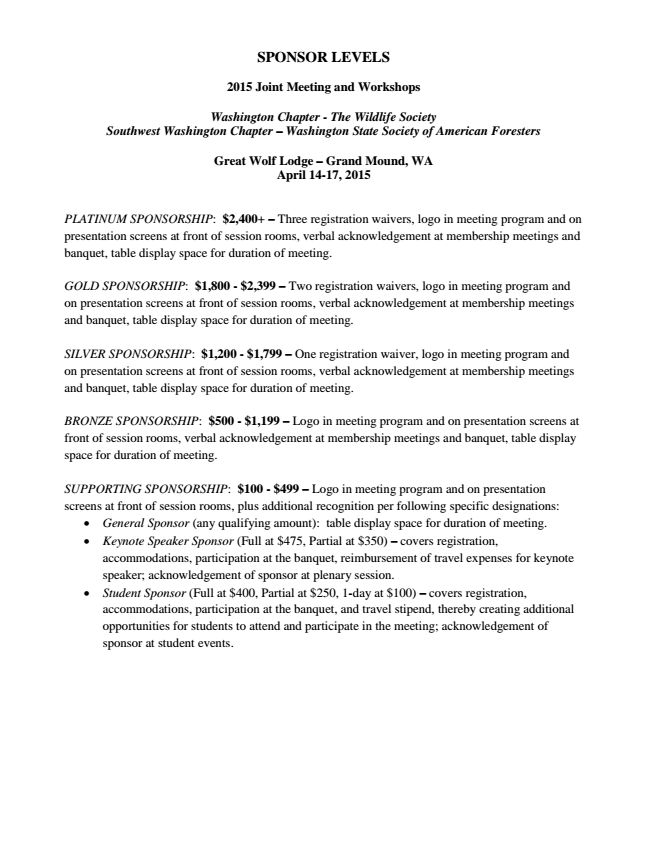 SPONSOR LEVELS
2015 Joint Meeting and Workshops
Washington Chapter - The Wildlife Society
Southwest Washington Chapter – Washington State Society of American Foresters
Great Wolf Lodge – Grand Mound, WA
April 14-17, 2015
PLATINUM SPONSORSHIP:  $2,400+ – Three registration waivers, logo in meeting program and on
presentation screens at front of session rooms, verbal acknowledgement at membership meetings and
banquet, table display space for duration of meeting.
GOLD SPONSORSHIP:  $1,800 - $2,399 – Two registration waivers, logo in meeting program and
on presentation screens at front of session rooms, verbal acknowledgement at membership meetings
and banquet, table display space for duration of meeting.
SILVER SPONSORSHIP:  $1,200 - $1,799 – One registration waiver, logo in meeting program and
on presentation screens at front of session rooms, verbal acknowledgement at membership meetings
and banquet, table display space for duration of meeting.
BRONZE SPONSORSHIP:  $500 - $1,199 – Logo in meeting program and on presentation screens at
front of session rooms, verbal acknowledgement at membership meetings and banquet, table display
space for duration of meeting.
SUPPORTING SPONSORSHIP:  $100 - $499 – Logo in meeting program and on presentation
screens at front of session rooms, plus additional recognition per following specific designations:
• General Sponsor (any qualifying amount):  table display space for duration of meeting.
• Keynote Speaker Sponsor (Full at $475, Partial at $350) – covers registration,
accommodations, participation at the banquet, reimbursement of travel expenses for keynote
speaker; acknowledgement of sponsor at plenary session.
• Student Sponsor (Full at $400, Partial at $250, 1-day at $100) – covers registration,
accommodations, participation at the banquet, and travel stipend, thereby creating additional
opportunities for students to attend and participate in the meeting; acknowledgement of
sponsor at student events.